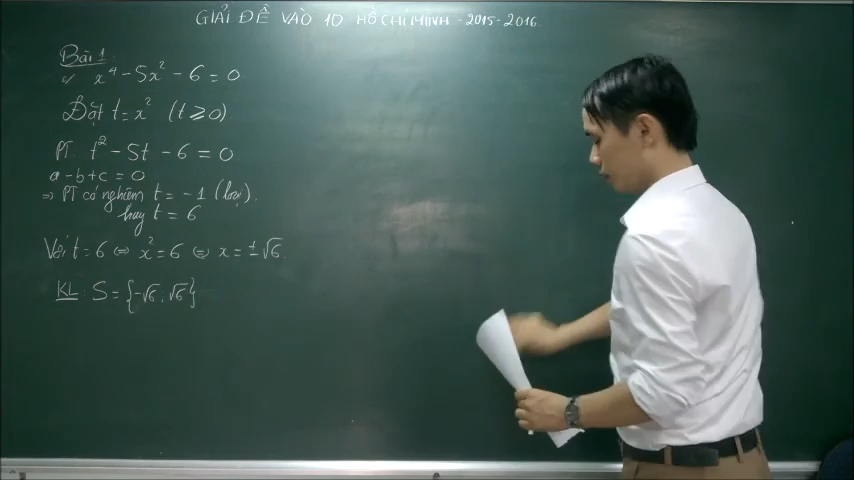 GIẢI ĐỀ VÀO 10 HỒ CHÍ MINH - 2015-2016
Bài 1:
a/ x⁴ - 5x² - 6 = 0
Đặt t = x² (t ⩾ 0)
PT: t² - 5t - 6 = 0
a - b + c = 0
⇒ PT có nghiệm t = -1 (loại).
hay t = 6
Với t = 6 ⇔ x² = 6 ⇔ x = ±√6.
KL: S = {-√6, √6}